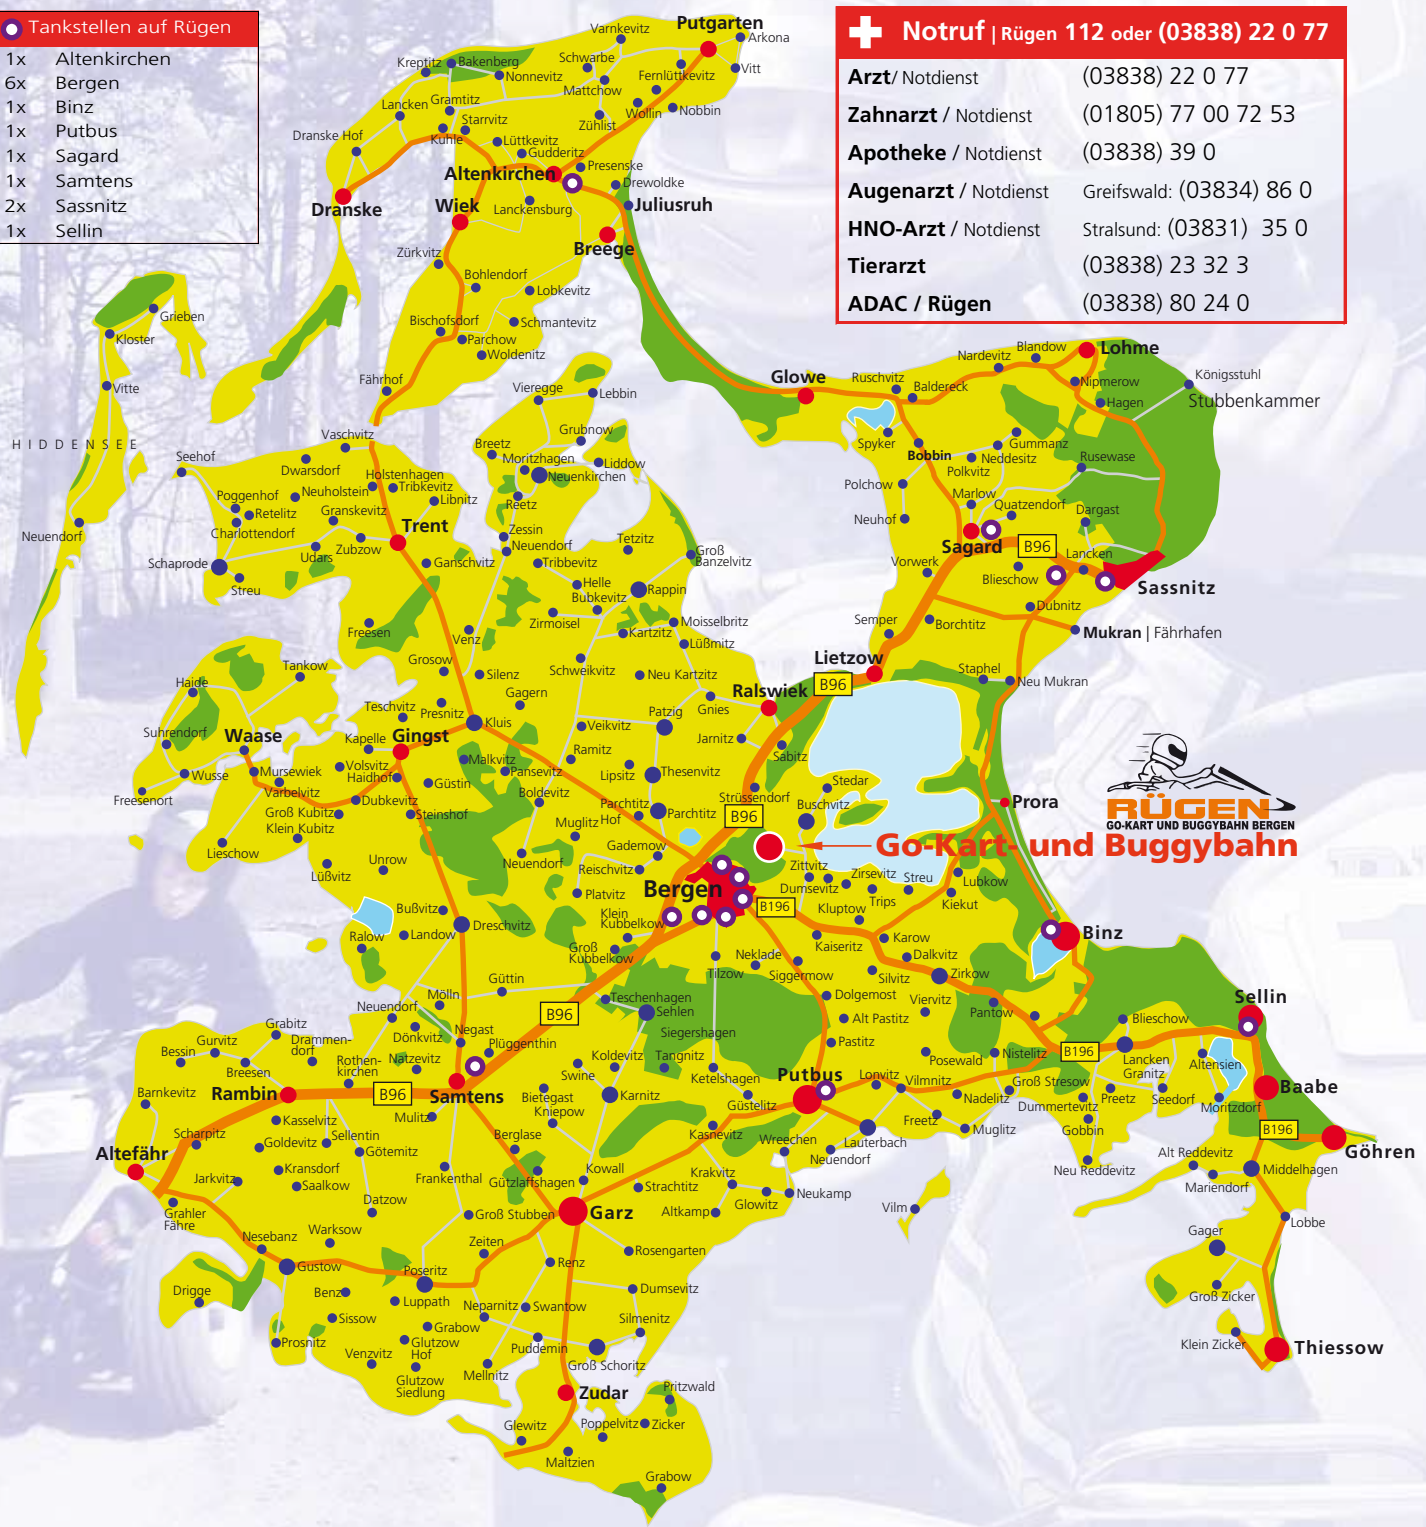 Tankstellen auf Rügen
1x Altenkirchen
6x Bergen
1x Binz
1x Putbus
1x Sagard
1x Samtens
2x Sassnitz
1x Sellin
Notruf | Rügen 112 oder (03838) 22 0 77
Arzt/ Notdienst (03838) 22 0 77
Zahnarzt / Notdienst (01805) 77 00 72 53
Apotheke / Notdienst (03838) 39 0
Augenarzt / Notdienst Greifswald: (03834) 86 0
HNO-Arzt / Notdienst Stralsund: (03831) 35 0
Tierarzt (03838) 23 32 3
ADAC / Rügen (03838) 80 24 0
Putgarten
Varnkevitz
Arkona
Kreptitz
Bakenberg
Schwarbe
Nonnevitz
Fernlüttkevitz
Vitt
Mattchow
Lancken
Gramtitz
Wollin
Nobbin
Starrvitz
Zühlist
Dranske Hof
Kuhle
Lüttkevitz
Gudderitz
Presenske
Altenkirchen
Drewoldke
Dranske
Wiek
Lanckensburg
Juliusruh
Breege
Zürkvitz
Bohlendorf
Lobkevitz
Grieben
Bischofsdorf
Schmantevitz
Kloster
Parchow
Woldenitz
Vitte
Fährhof
Vieregge
Lebbin
HIDDENSEE
Neuendorf
Glowe
Ruschvitz
Baldereck
Nardevitz
Blandow
Lohme
Nipmerow
Hagen
Königsstuhl
Stubbenkammer
Spyker
Bobbin
Gummanz
Neddesitz
Polkvitz
Rusewase
Polchow
Marlow
Quatzendorf
Neuhof
Dargast
Sagard
B96
Lancken
Vorwerk
Blieschow
Sassnitz
Dubnitz
Semper
Borchtitz
Mukran | Fährhafen
Lietzow
Staphel
Neu Mukran
B96
Vaschvitz
Seehof
Dwarsdorf
Holstenhagen
Tribkevitz
Poggenhof
Neuholstein
Libnitz
Retelitz
Granskevitz
Charlottendorf
Trent
Udars
Zubzow
Schaprode
Streu
Ganschvitz
Freesen
Venz
Breetz
Grubnow
Moritzhagen
Liddow
Neuenkirchen
Reetz
Zessin
Neuendorf
Tetzitz
Groß
Banzelvitz
Tribbevitz
Helle
Bubkevitz
Rappin
Zirmoisel
Kartzitz
Moisselbritz
Lüßmitz
Tankow
Haide
Grosow
Silenz
Schweikvitz
Neu Kartzitz
Ralswiek
Gagern
Gnies
Suhrendorf
Waase
Teschvitz
Presnitz
Kluis
Patzig
Veikvitz
Jarnitz
Kapelle
Gingst
Sabitz
Wusse
Mursewiek
Volsvitz
Malkvitz
Ramitz
Haidhof
Pansevitz
Lipsitz
Thesenvitz
Freesenort
Varbelvitz
Güstin
Boldevitz
Strüssendorf
Stedar
Groß Kubitz
Dubkevitz
Steinshof
Parchtitz
Hof
Parchtitz
B96
Buschvitz
Prora
Klein Kubitz
Muglitz
Lieschow
Gademow
Unrow
Neuendorf
Reischvitz
Lüßvitz
Zittvitz
RÜGEN
GO-KART UND BUGGYBAHN BERGEN
Go-Kart- und Buggybahn
Platvitz
Bergen
B196
Dumsevitz
Zirsevitz
Streu
Lubkow
Trips
Kiekut
Bußvitz
Klein
Kubbelkow
Kluptow
Ralow
Landow
Dreschvitz
Groß
Kubbelkow
Kaiseritz
Karow
Binz
Tilzow
Neklade
Siggermow
Dalkvitz
Silvitz
Zirkow
Güttin
Mölln
Neuendorf
Teschenhagen
Sehlen
Dolgemost
Viervitz
Pantow
Sellin
B96
Siegershagen
Alt Pastitz
Blieschow
Grabitz
Gurvitz
Drammen-
dorf
Dönkvitz
Negast
Plüggenthin
Pastitz
Bessin
Breesen
Rothen-
kirchen
Natzevitz
Koldevitz
Tangnitz
Posewald
Nistelitz
B196
Lancken
Granitz
Altensien
Swine
Ketelshagen
Putbus
Lonvitz
Vilmnitz
Groß Stresow
Barnkevitz
Rambin
B96
Samtens
Bietegast
Kniepow
Karnitz
Güstelitz
Nadelitz
Dummertevitz
Preetz
Seedorf
Moritzdorf
Baabe
Kasselvitz
Mulitz
Freetz
Muglitz
Gobbin
B196
Scharpitz
Goldevitz
Sellentin
Götemitz
Berglase
Kasnevitz
Wreechen
Lauterbach
Neuendorf
Göhren
Altefähr
Kransdorf
Neu Reddevitz
Alt Reddevitz
Middelhagen
Jarkvitz
Saalkow
Frankenthal
Kowall
Gützlaffshagen
Krakvitz
Strachtitz
Mariendorf
Datzow
Groß Stubben
Garz
Altkamp
Glowitz
Neukamp
Vilm
Grahler
Fähre
Lobbe
Nesebanz
Warksow
Zeiten
Rosengarten
Gager
Gustow
Poseritz
Renz
Drigge
Benz
Luppath
Neparnitz
Swantow
Dumsevitz
Groß Zicker
Sissow
Grabow
Silmenitz
Prosnitz
Glutzow
Hof
Puddemin
Klein Zicker
Thiessow
Venzvitz
Groß Schoritz
Glutzow
Siedlung
Mellnitz
Zudar
Pritzwald
Glewitz
Poppelvitz
Zicker
Maltzien
Grabow